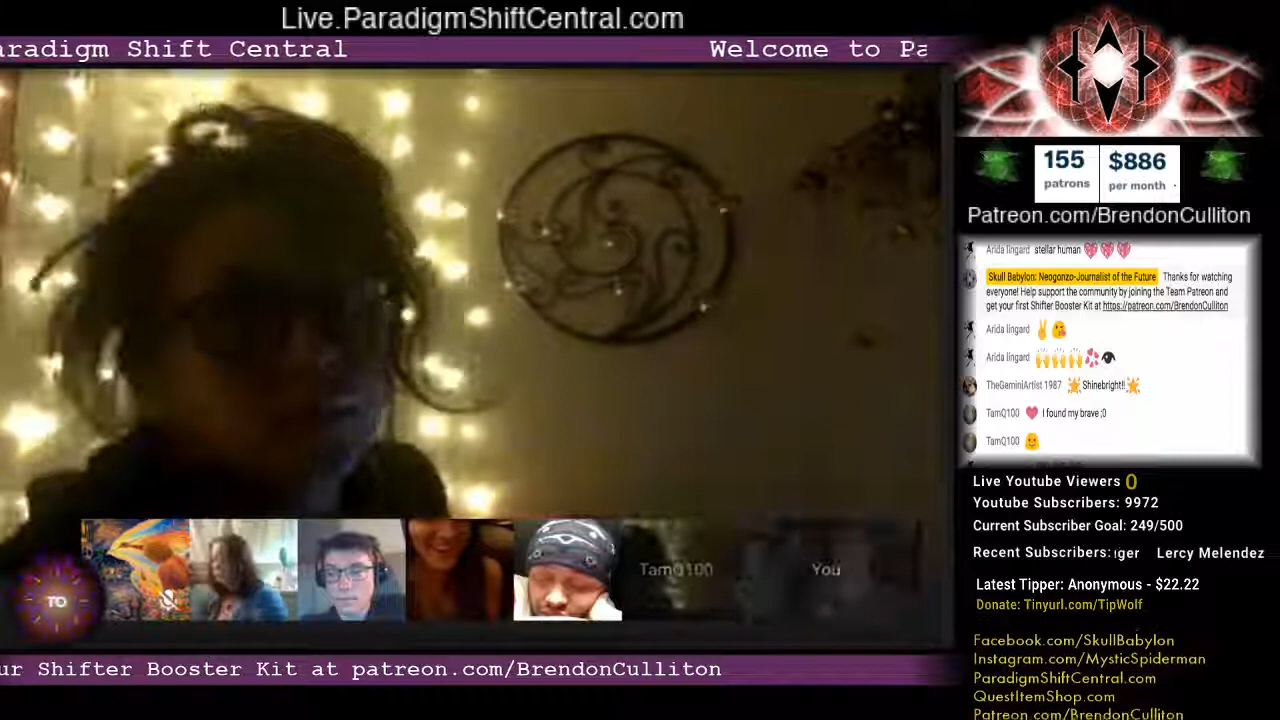 Live.ParadigmShiftCentral.com
aradigm Shift Central
Welcome to Pa
155
patrons
$886
per month
Patreon.com/BrendonCulliton
Arida lingard stellar human 💖💖💖
Skull Babylon: Neogonzo-Journalist of the Future Thanks for watching
everyone! Help support the community by joining the Team Patreon and
get your first Shifter Booster Kit at https://patreon.com/BrendonCulliton
Arida lingard ✌😘
Arida lingard 🙌🙌🙌💞👁
TheGeminiArtist 1987 🌟Shinebright!!🌟
TamQ100 ❤ I found my brave ;0
TamQ100 🤗
Live Youtube Viewers 0
Youtube Subscribers: 9972
Current Subscriber Goal: 249/500
Recent Subscribers: iger Lercy Melendez
Latest Tipper: Anonymous - $22.22
Donate: Tinyurl.com/TipWolf
Facebook.com/SkullBabylon
Instagram.com/MysticSpiderman
ParadigmShiftCentral.com
QuestItemShop.com
Patreon.com/BrendonCulliton
TamQ100
You
TO
ur Shifter Booster Kit at patreon.com/BrendonCulliton